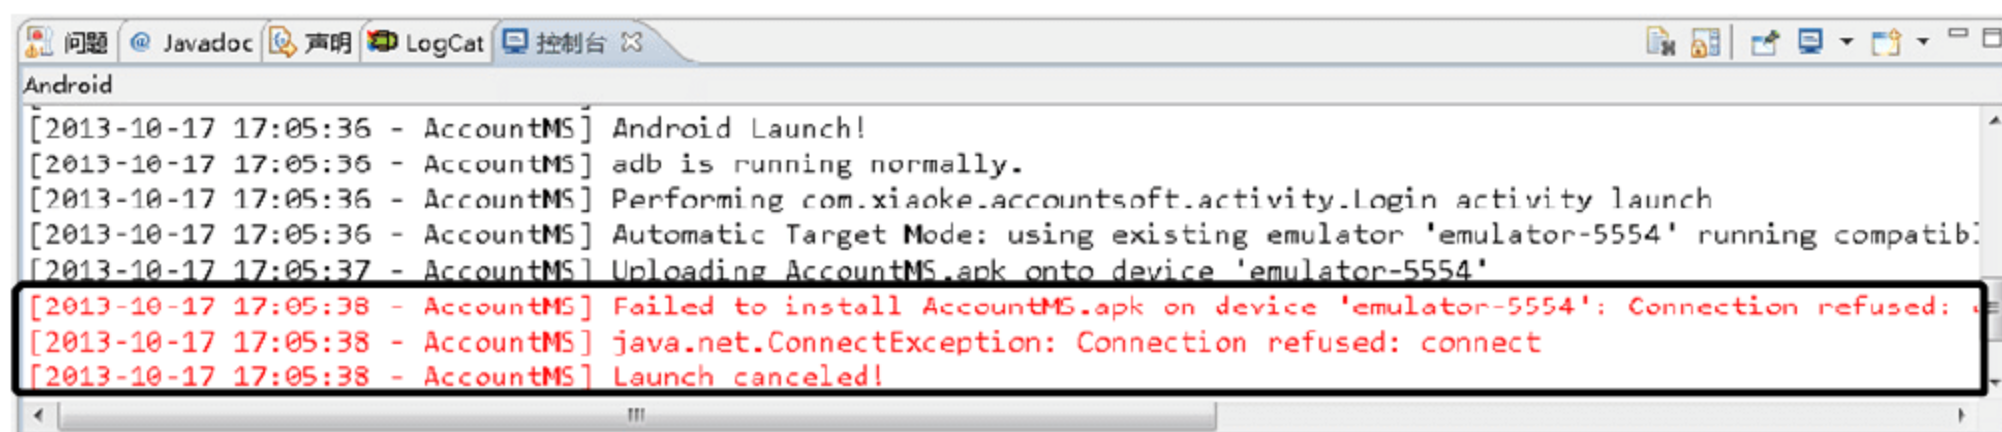 问题 @ Javadoc 声明 LogCat 控制台
Android
[2013-10-17 17:05:36 - AccountMS] Android Launch!
[2013-10-17 17:05:36 - AccountMS] adb is running normally.
[2013-10-17 17:05:36 - AccountMS] Performing com.xiaoke.accountsoft.activity.Login activity launch
[2013-10-17 17:05:36 - AccountMS] Automatic Target Mode: using existing emulator 'emulator-5554' running compatib
[2013-10-17 17:05:37 - AccountMS] Uploading AccountMS.apk onto device 'emulator-5554'
[2013-10-17 17:05:38 - AccountMS] Failed to install AccountMS.apk on device 'emulator-5554': Connection refused:
[2013-10-17 17:05:38 - AccountMS] java.net.ConnectException: Connection refused: connect
[2013-10-17 17:05:38 - AccountMS] Launch canceled!